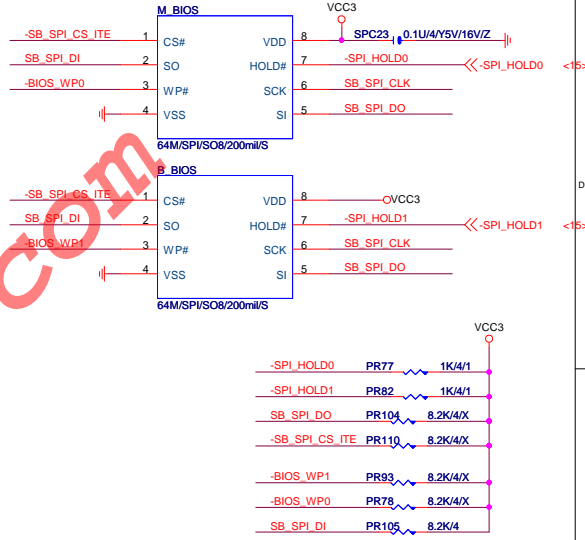 M_BIOS
VCC3
-SB_SPI_CS_ITE 1 CS# VDD 8 SPC23 0.1U/4/Y5V/16V/Z
SB_SPI_DI 2 SO HOLD# 7 -SPI_HOLD0 -SPI_HOLD0 <15>
-BIOS_WP0 3 WP# SCK 6 SB_SPI_CLK
4 VSS SI 5 SB_SPI_DO
64M/SPI/SO8/200mil/S
B_BIOS
-SB_SPI_CS_ITE 1 CS# VDD 8 VCC3
SB_SPI_DI 2 SO HOLD# 7 -SPI_HOLD1 -SPI_HOLD1 <15>
-BIOS_WP1 3 WP# SCK 6 SB_SPI_CLK
4 VSS SI 5 SB_SPI_DO
64M/SPI/SO8/200mil/S
D
com
VCC3
-SPI_HOLD0 PR77 1K/4/1
-SPI_HOLD1 PR82 1K/4/1
SB_SPI_DO PR104 8.2K/4/X
-SB_SPI_CS_ITE PR110 8.2K/4/X
-BIOS_WP1 PR93 8.2K/4/X
-BIOS_WP0 PR78 8.2K/4/X
SB_SPI_DI PR105 8.2K/4